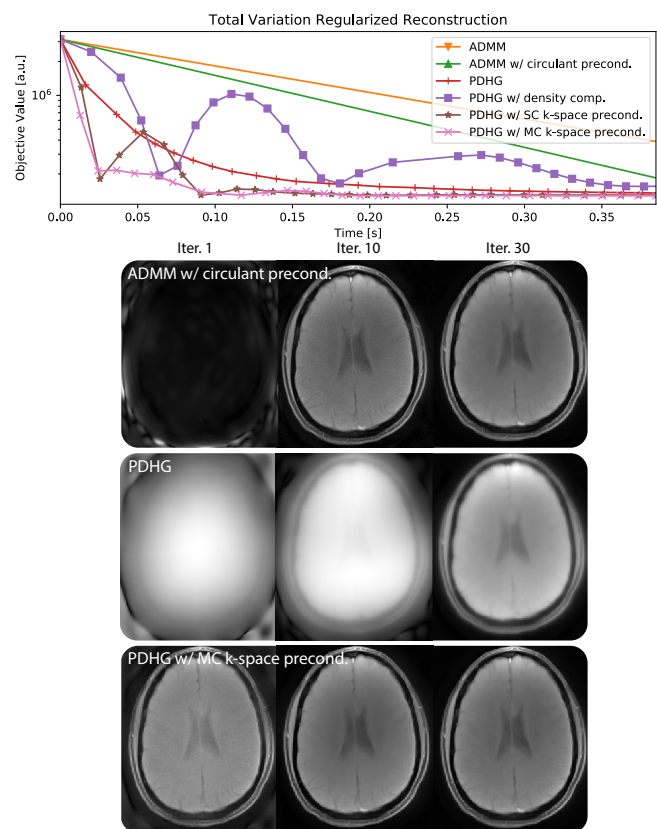 Total Variation Regularized Reconstruction
Objective Value [a.u.]
10^6
ADMM
ADMM w/ circulant precond.
PDHG
PDHG w/ density comp.
PDHG w/ SC k-space precond.
PDHG w/ MC k-space precond.
0.00 0.05 0.10 0.15 0.20 0.25 0.30 0.35
Time [s]
Iter. 1 Iter. 10 Iter. 30
ADMM w/ circulant precond.
PDHG
PDHG w/ MC k-space precond.